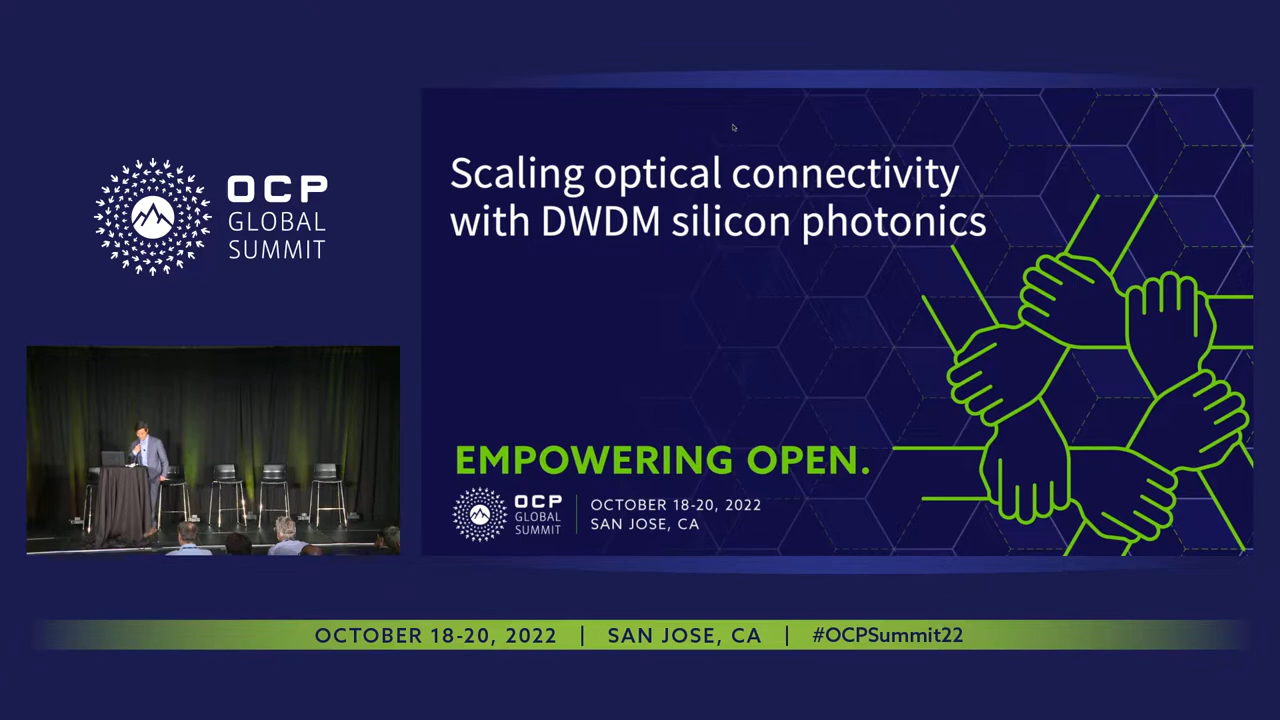 OCP
GLOBAL
SUMMIT
Scaling optical connectivity
with DWDM silicon photonics
EMPOWERING OPEN.
OCP
GLOBAL
SUMMIT
OCTOBER 18-20, 2022
SAN JOSE, CA
OCTOBER 18-20, 2022 | SAN JOSE, CA | #OCPSummit22